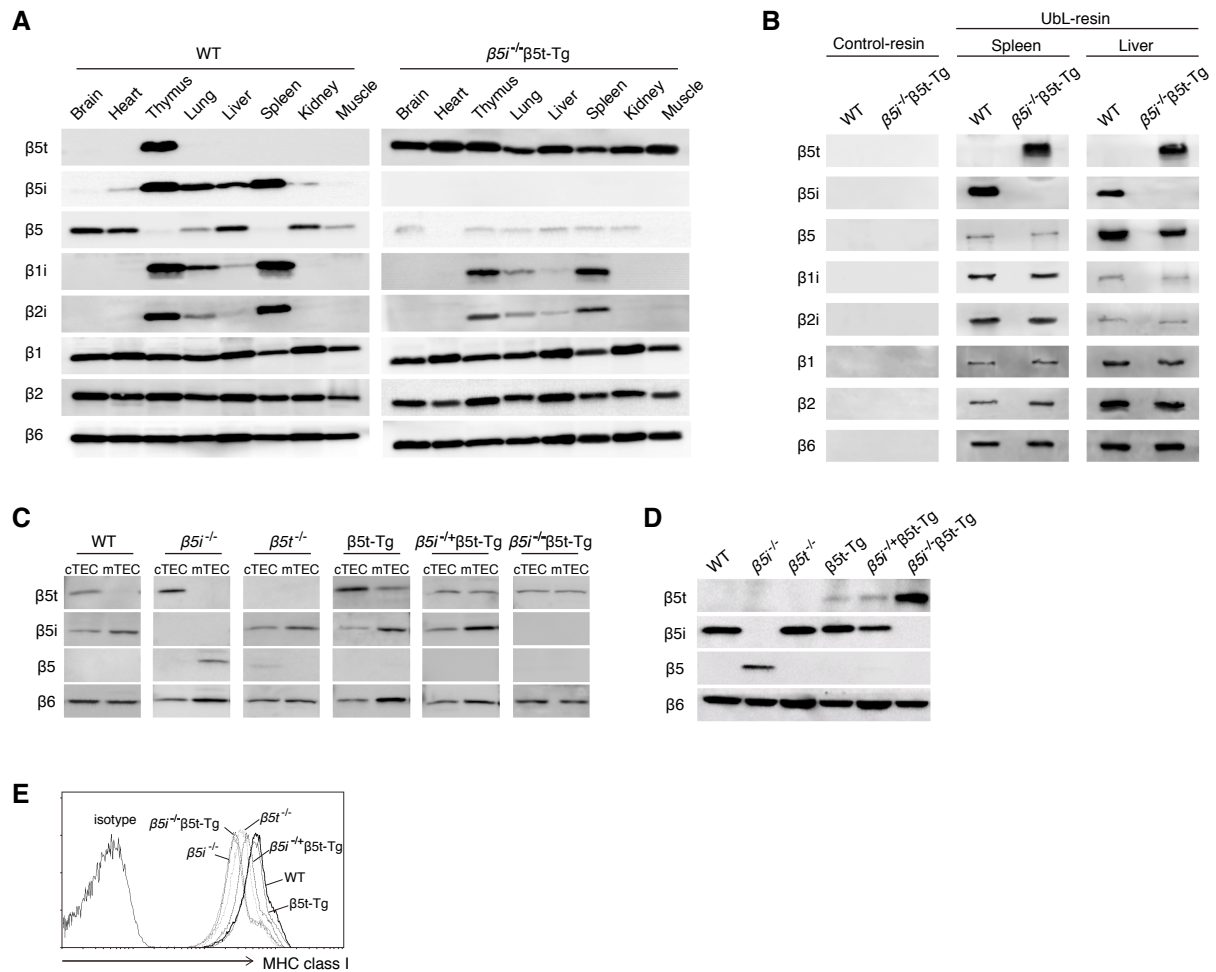 A
WT
β5i-/-β5t-Tg
Brain Heart Thymus Lung Liver Spleen Kidney Muscle
Brain Heart Thymus Lung Liver Spleen Kidney Muscle
β5t
β5i
β5
β1i
β2i
β1
β2
β6
B
UbL-resin
Control-resin Spleen Liver
WT β5i-/-β5t-Tg WT β5i-/-β5t-Tg WT β5i-/-β5t-Tg
β5t
β5i
β5
β1i
β2i
β1
β2
β6
C
WT β5i-/- β5t-/- β5t-Tg β5i-/+β5t-Tg β5i-/-β5t-Tg
cTEC mTEC cTEC mTEC cTEC mTEC cTEC mTEC cTEC mTEC cTEC mTEC
β5t
β5i
β5
β6
D
WT β5i-/- β5t-/- β5t-Tg β5i-/+β5t-Tg β5i-/-β5t-Tg
β5t
β5i
β5
β6
E
isotype
β5i-/-β5t-Tg
β5t-/-
β5i-/-
β5i-/+β5t-Tg
WT
β5t-Tg
MHC class I